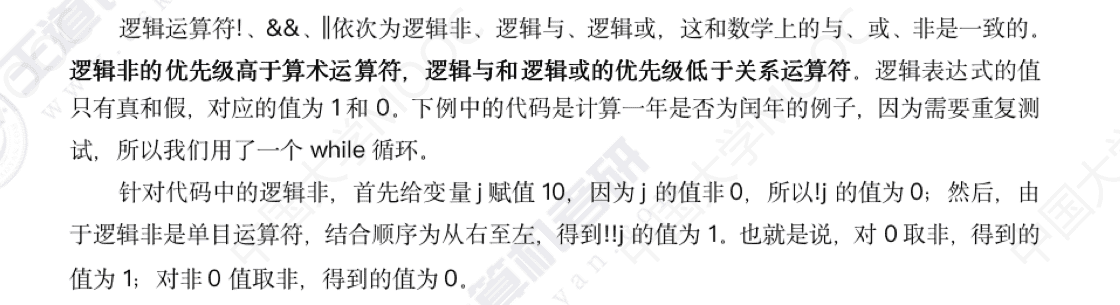 逻辑运算符!、&&、||依次为逻辑非、逻辑与、逻辑或，这和数学上的与、或、非是一致的。
逻辑非的优先级高于算术运算符，逻辑与和逻辑或的优先级低于关系运算符。逻辑表达式的值
只有真和假，对应的值为 1 和 0。下例中的代码是计算一年是否为闰年的例子，因为需要重复测
试，所以我们用了一个 while 循环。
针对代码中的逻辑非，首先给变量 j 赋值 10，因为 j 的值非 0，所以!j 的值为 0；然后，由
于逻辑非是单目运算符，结合顺序为从右至左，得到!!j 的值为 1。也就是说，对 0 取非，得到的
值为 1；对非 0 值取非，得到的值为 0。